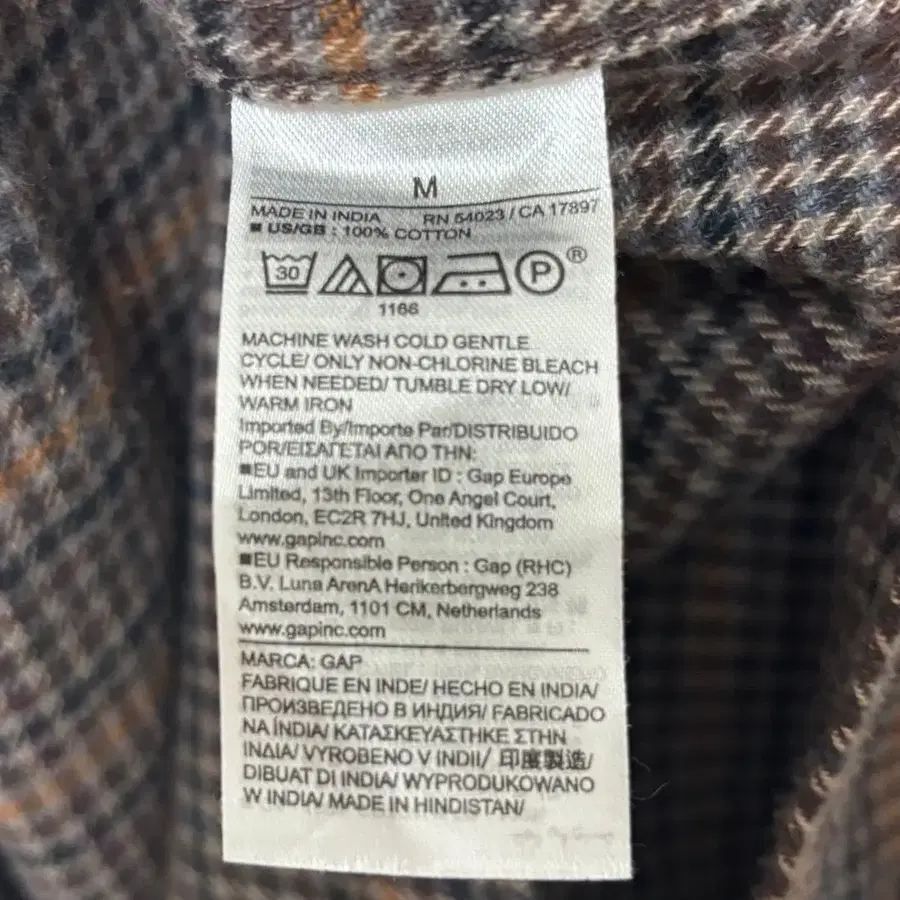 M
MADE IN INDIA RN 54023 / CA 17897
■ US/GB : 100% COTTON
30 P ®
1166
MACHINE WASH COLD GENTLE
CYCLE/ ONLY NON-CHLORINE BLEACH
WHEN NEEDED/ TUMBLE DRY LOW/
WARM IRON
Imported By/Importe Par/DISTRIBUIDO
POR/ΕΙΣΑΓΕΤΑΙ ΑΠΟ ΤΗΝ:
■EU and UK Importer ID : Gap Europe
Limited, 13th Floor, One Angel Court,
London, EC2R 7HJ, United Kingdom
www.gapinc.com
■EU Responsible Person : Gap (RHC)
B.V. Luna ArenA Herikerbergweg 238
Amsterdam, 1101 CM, Netherlands
www.gapinc.com
MARCA: GAP
FABRIQUE EN INDE/ HECHO EN INDIA/
ПРОИЗВЕДЕНО В ИНДИЯ/ FABRICADO
NA ÍNDIA/ ΚΑΤΑΣΚΕΥΑΣΤΗΚΕ ΣΤΗΝ
ΙΝΔΙΑ/ VYROBENO V INDII/ 印度製造/
DIBUAT DI INDIA/ WYPRODUKOWANO
W INDIA/ MADE IN HINDISTAN/